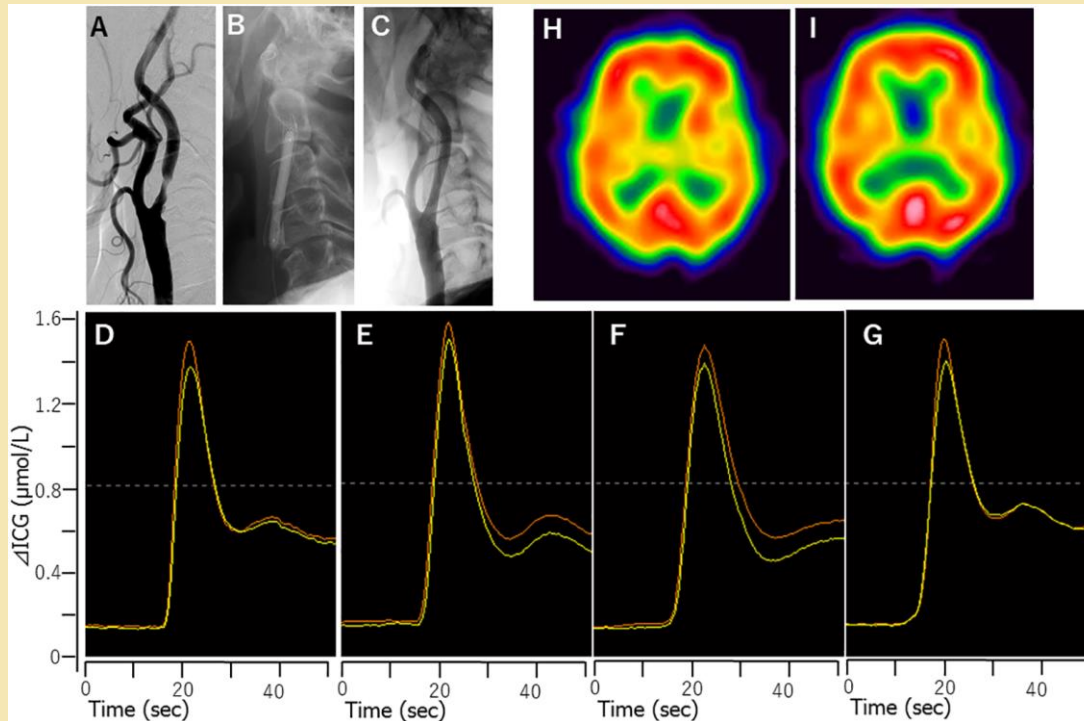 A B C H I
D E F G
1.6
1.2
0.8
0.4
0
⊿ICG (μmol/L)
0 20 40 0 20 40 0 20 40 0 20 40
Time (sec) Time (sec) Time (sec) Time (sec)